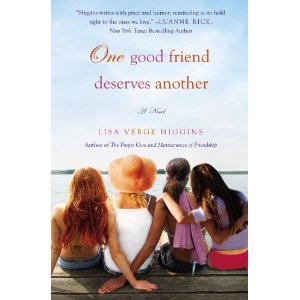 "Higgins writes with grace and humor, reminding us to hold
tight to the ones we love." —LUANNE RICE,
New York Times Bestselling Author
One good friend
deserves another
A Novel
LISA VERGE HIGGINS
Author of The Proper Care and Maintenance of Friendship